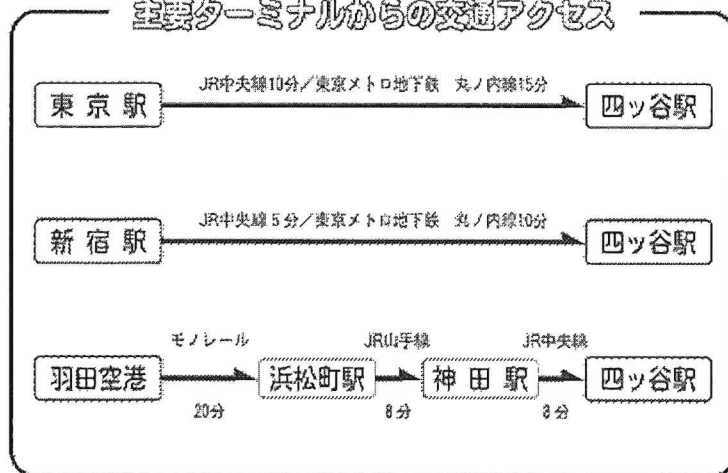 主要ターミナルからの交通アクセス
JR中央線10分／東京メトロ地下鉄 丸ノ内線15分
東京駅 四ッ谷駅
JR中央線5分／東京メトロ地下鉄 丸ノ内線10分
新宿駅 四ッ谷駅
モノレール JR山手線 JR中央線
羽田空港 浜松町駅 神田駅 四ッ谷駅
20分 8分 8分